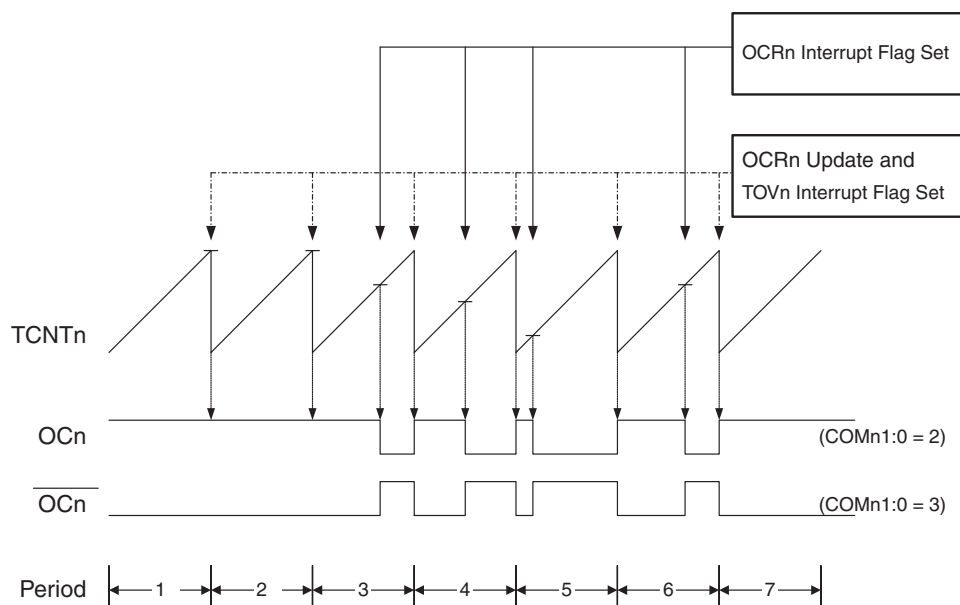 OCRn Interrupt Flag Set
OCRn Update and
TOVn Interrupt Flag Set
TCNTn
OCn
(COMn1:0 = 2)
OCn
(COMn1:0 = 3)
Period
1
2
3
4
5
6
7